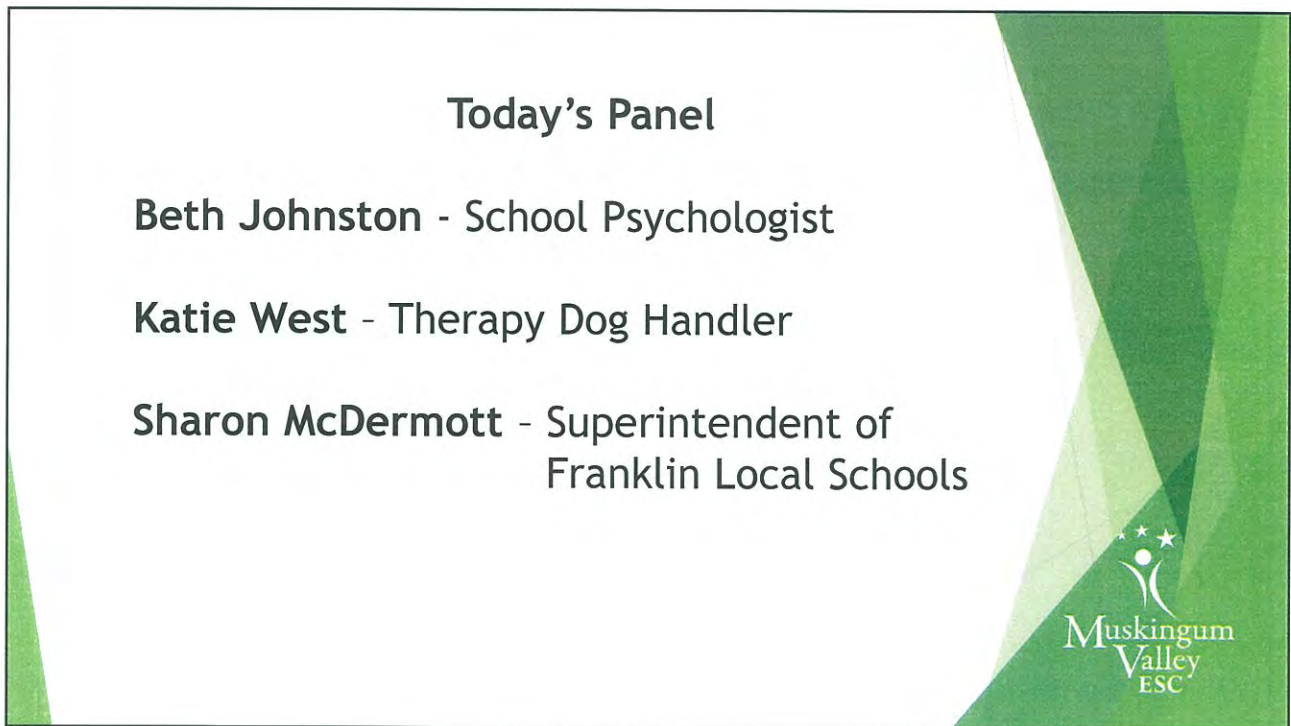 Today's Panel
Beth Johnston - School Psychologist
Katie West – Therapy Dog Handler
Sharon McDermott – Superintendent of
Franklin Local Schools
Muskingum
Valley
ESC